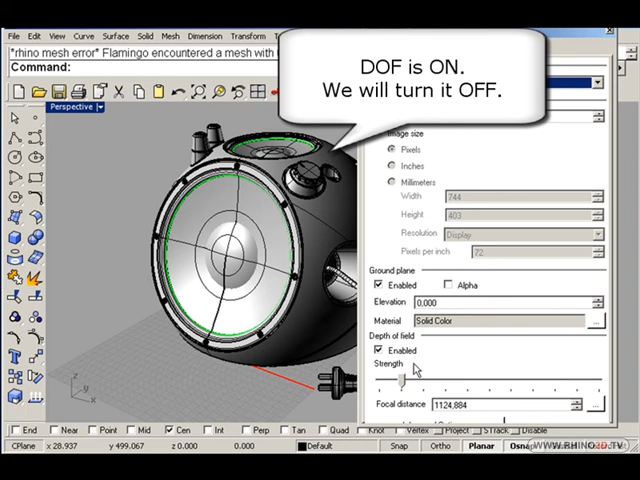 File Edit View Curve Surface Solid Mesh Dimension Transform
"rhino mesh error" Flamingo encountered a mesh with
Command:
DOF is ON.
We will turn it OFF.
Perspective
Image size
Pixels
Inches
Millimeters
Width 744
Height 403
Resolution Display
Pixels per inch 72
Ground plane
Enabled Alpha
Elevation 0,000
Material Solid Color ...
Depth of field
Enabled
Strength
Focal distance 1124,884 ...
z
y
x
End Near Point Mid Cen Int Perp Tan Quad Knot Vertex Project STrack Disable
CPlane x 28.937 y 499.067 z 0.000 0.000 Default Snap Ortho Planar Osnap
WWW.RHINO3D.TV